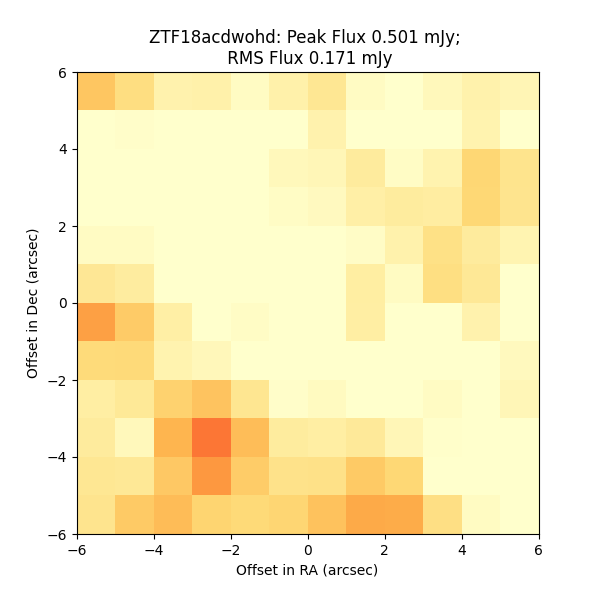 ZTF18acdwohd: Peak Flux 0.501 mJy;
RMS Flux 0.171 mJy
6
4
2
0
−2
−4
−6
Offset in Dec (arcsec)
−6 −4 −2 0 2 4 6
Offset in RA (arcsec)